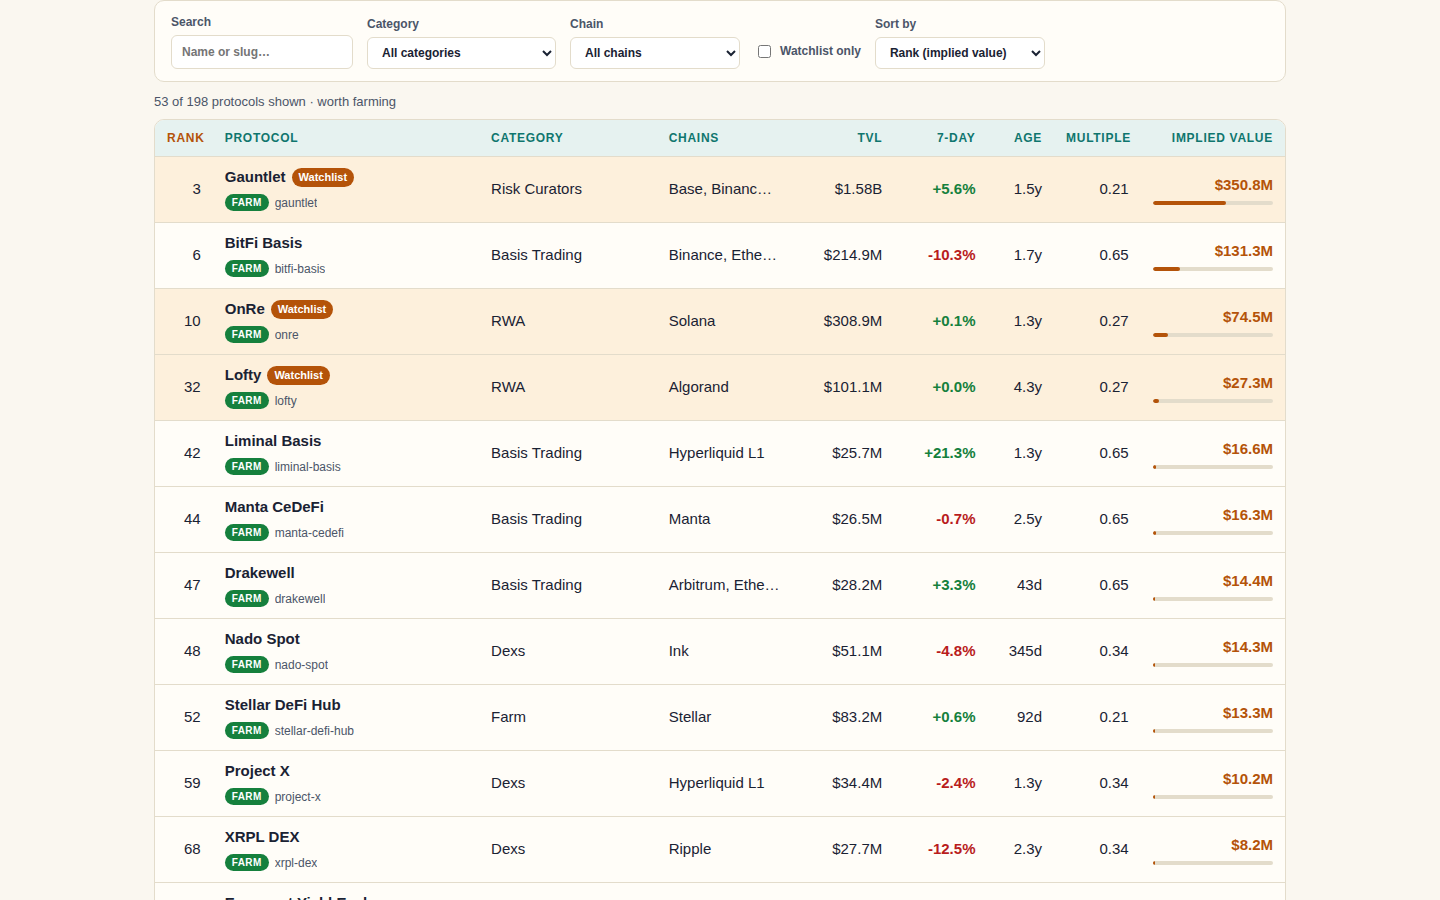 Search
Category
Chain
Sort by
Name or slug…
All categories
All chains
Watchlist only
Rank (implied value)
53 of 198 protocols shown · worth farming
RANK PROTOCOL CATEGORY CHAINS TVL 7-DAY AGE MULTIPLE IMPLIED VALUE
3 Gauntlet Watchlist Risk Curators Base, Binanc… $1.58B +5.6% 1.5y 0.21 $350.8M
FARM gauntlet
6 BitFi Basis Basis Trading Binance, Ethe… $214.9M -10.3% 1.7y 0.65 $131.3M
FARM bitfi-basis
10 OnRe Watchlist RWA Solana $308.9M +0.1% 1.3y 0.27 $74.5M
FARM onre
32 Lofty Watchlist RWA Algorand $101.1M +0.0% 4.3y 0.27 $27.3M
FARM lofty
42 Liminal Basis Basis Trading Hyperliquid L1 $25.7M +21.3% 1.3y 0.65 $16.6M
FARM liminal-basis
44 Manta CeDeFi Basis Trading Manta $26.5M -0.7% 2.5y 0.65 $16.3M
FARM manta-cedefi
47 Drakewell Basis Trading Arbitrum, Ethe… $28.2M +3.3% 43d 0.65 $14.4M
FARM drakewell
48 Nado Spot Dexs Ink $51.1M -4.8% 345d 0.34 $14.3M
FARM nado-spot
52 Stellar DeFi Hub Farm Stellar $83.2M +0.6% 92d 0.21 $13.3M
FARM stellar-defi-hub
59 Project X Dexs Hyperliquid L1 $34.4M -2.4% 1.3y 0.34 $10.2M
FARM project-x
68 XRPL DEX Dexs Ripple $27.7M -12.5% 2.3y 0.34 $8.2M
FARM xrpl-dex